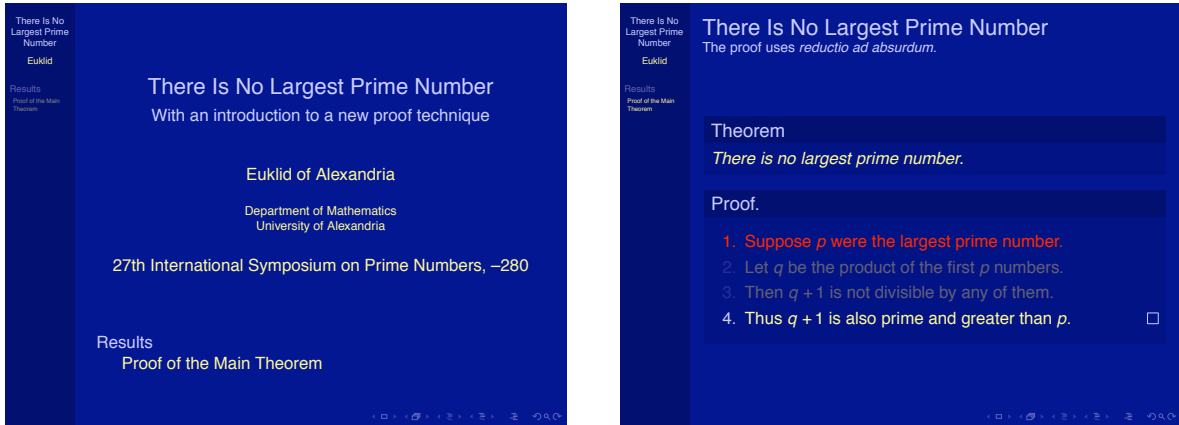 There Is No
Largest Prime
Number
Euklid
Results
Proof of the Main
Theorem
There Is No Largest Prime Number
With an introduction to a new proof technique
Euklid of Alexandria
Department of Mathematics
University of Alexandria
27th International Symposium on Prime Numbers, –280
Results
Proof of the Main Theorem
There Is No
Largest Prime
Number
Euklid
Results
Proof of the Main
Theorem
There Is No Largest Prime Number
The proof uses reductio ad absurdum.
Theorem
There is no largest prime number.
Proof.
1. Suppose p were the largest prime number.
2. Let q be the product of the first p numbers.
3. Then q + 1 is not divisible by any of them.
4. Thus q + 1 is also prime and greater than p. □